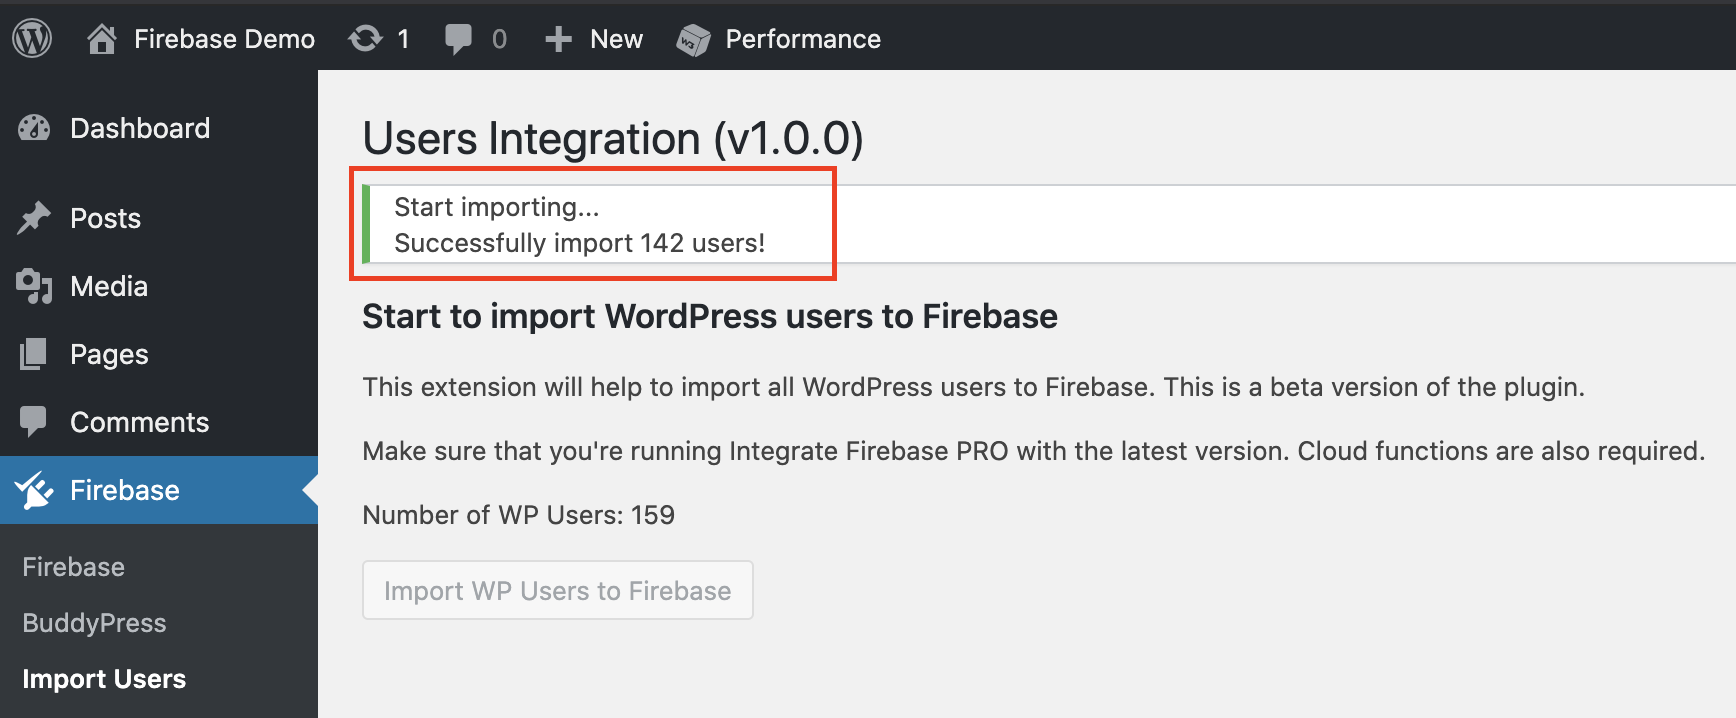 Firebase Demo 1 0 New Performance
Dashboard
Posts
Media
Pages
Comments
Firebase
Firebase
BuddyPress
Import Users
Users Integration (v1.0.0)
Start importing...
Successfully import 142 users!
Start to import WordPress users to Firebase
This extension will help to import all WordPress users to Firebase. This is a beta version of the plugin.
Make sure that you're running Integrate Firebase PRO with the latest version. Cloud functions are also required.
Number of WP Users: 159
Import WP Users to Firebase